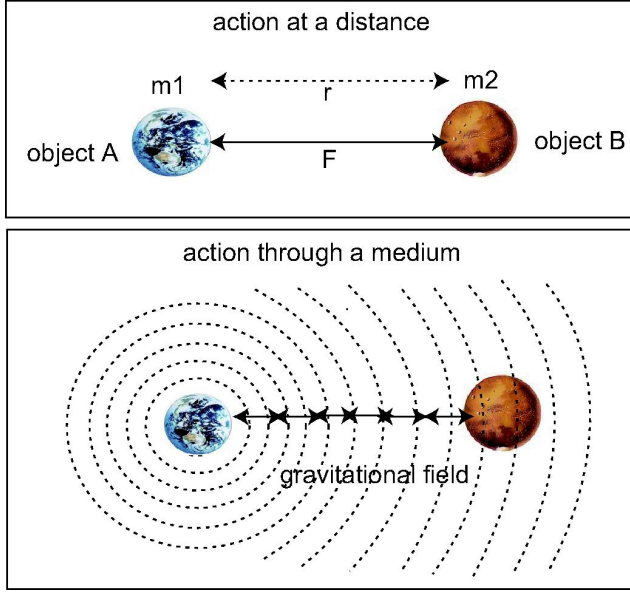 action at a distance
m1
m2
r
object A
F
object B
action through a medium
gravitational field